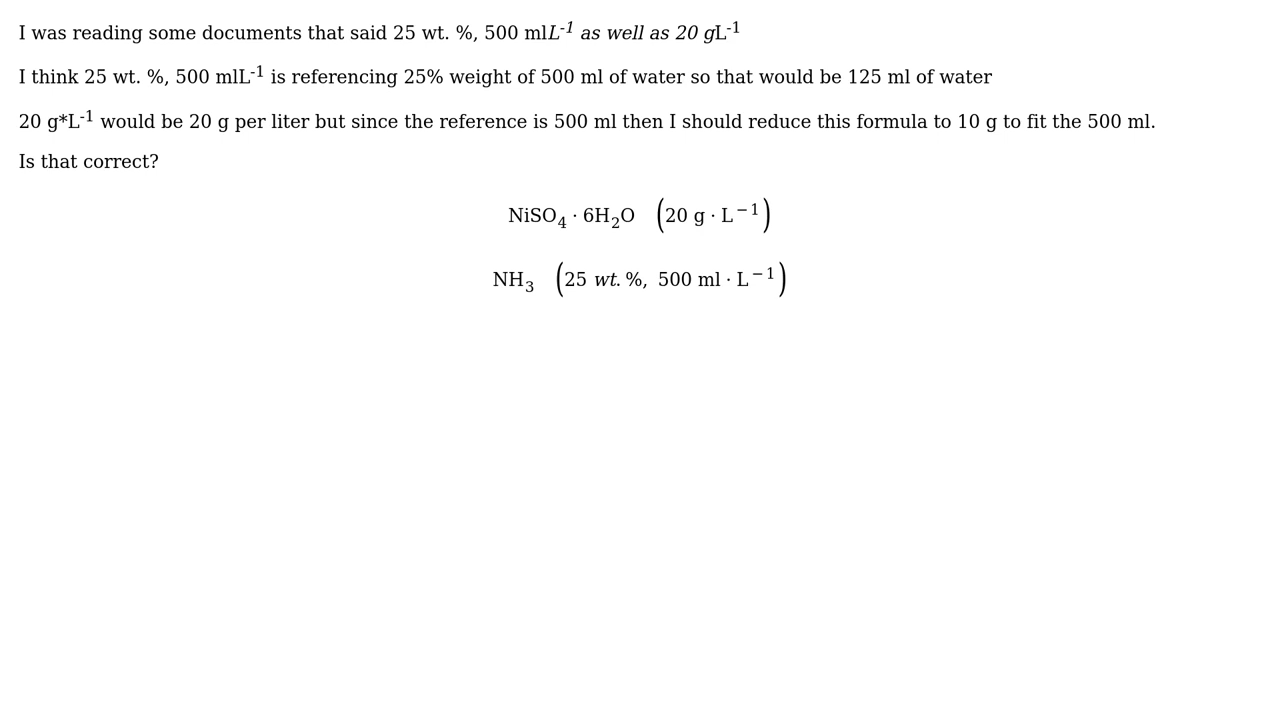 I was reading some documents that said 25 wt. %, 500 mlL⁻¹ as well as 20 gL⁻¹
I think 25 wt. %, 500 mlL⁻¹ is referencing 25% weight of 500 ml of water so that would be 125 ml of water
20 g*L⁻¹ would be 20 g per liter but since the reference is 500 ml then I should reduce this formula to 10 g to fit the 500 ml.
Is that correct?
NiSO₄ · 6H₂O (20 g · L⁻¹)
NH₃ (25 wt. %, 500 ml · L⁻¹)